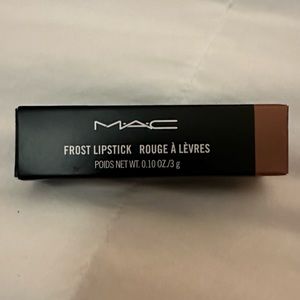 MAC
FROST LIPSTICK ROUGE À LÈVRES
POIDS NET WT. 0.10 OZ./3 g